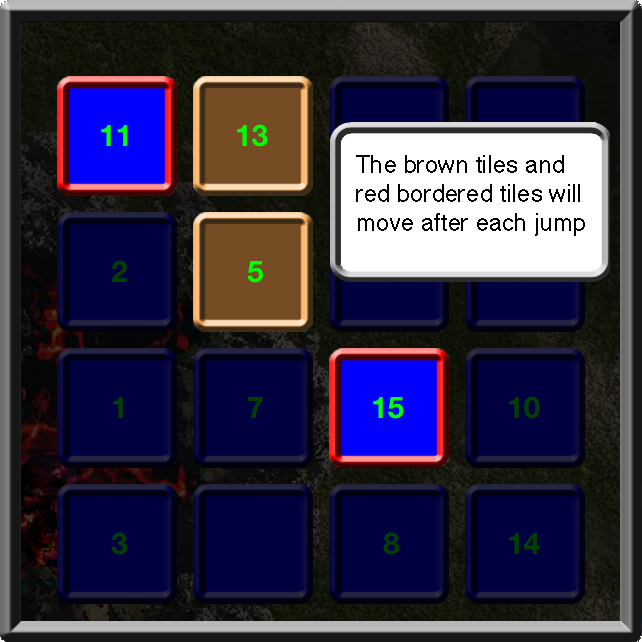 11 13
The brown tiles and
red bordered tiles will
move after each jump
2 5
1 7 15 10
3 8 14